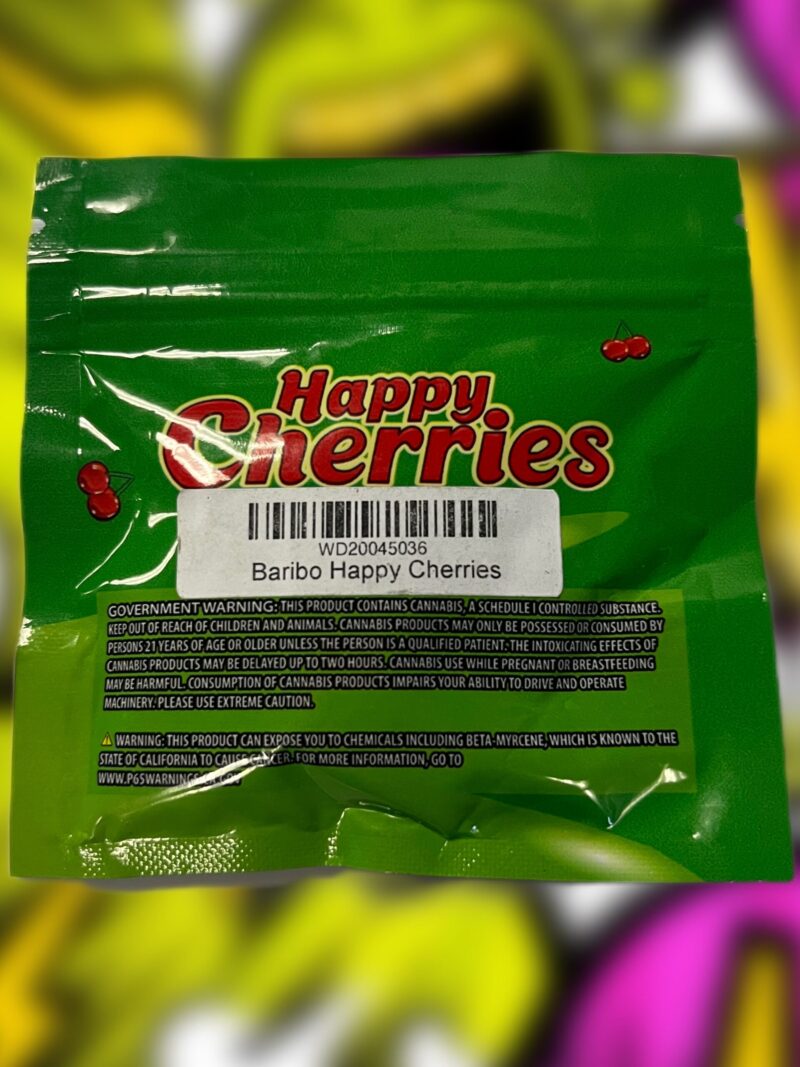 Happy
Cherries
WD20045036
Baribo Happy Cherries
GOVERNMENT WARNING: THIS PRODUCT CONTAINS CANNABIS, A SCHEDULE I CONTROLLED SUBSTANCE.
KEEP OUT OF REACH OF CHILDREN AND ANIMALS. CANNABIS PRODUCTS MAY ONLY BE POSSESSED OR CONSUMED BY
PERSONS 21 YEARS OF AGE OR OLDER UNLESS THE PERSON IS A QUALIFIED PATIENT. THE INTOXICATING EFFECTS OF
CANNABIS PRODUCTS MAY BE DELAYED UP TO TWO HOURS. CANNABIS USE WHILE PREGNANT OR BREASTFEEDING
MAY BE HARMFUL. CONSUMPTION OF CANNABIS PRODUCTS IMPAIRS YOUR ABILITY TO DRIVE AND OPERATE
MACHINERY. PLEASE USE EXTREME CAUTION.
WARNING: THIS PRODUCT CAN EXPOSE YOU TO CHEMICALS INCLUDING BETA-MYRCENE, WHICH IS KNOWN TO THE
STATE OF CALIFORNIA TO CAUSE CANCER. FOR MORE INFORMATION, GO TO
WWW.P65WARNINGS.CA.GOV